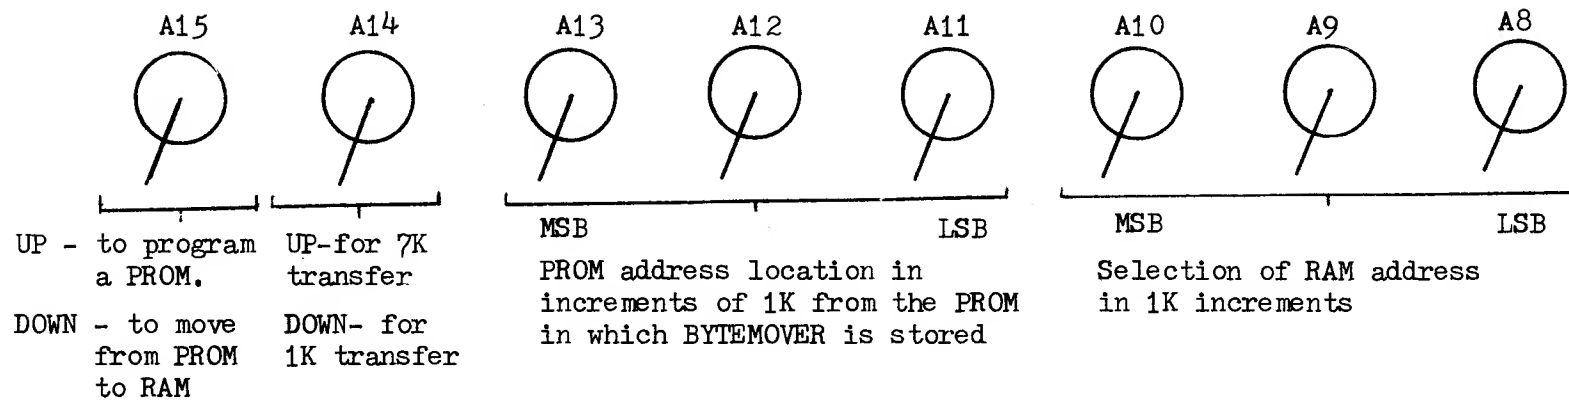 A15 A14 A13 A12 A11 A10 A9 A8
UP - to program
a PROM.
DOWN - to move
from PROM
to RAM
UP-for 7K
transfer
DOWN- for
1K transfer
MSB LSB
PROM address location in
increments of 1K from the PROM
in which BYTEMOVER is stored
MSB LSB
Selection of RAM address
in 1K increments